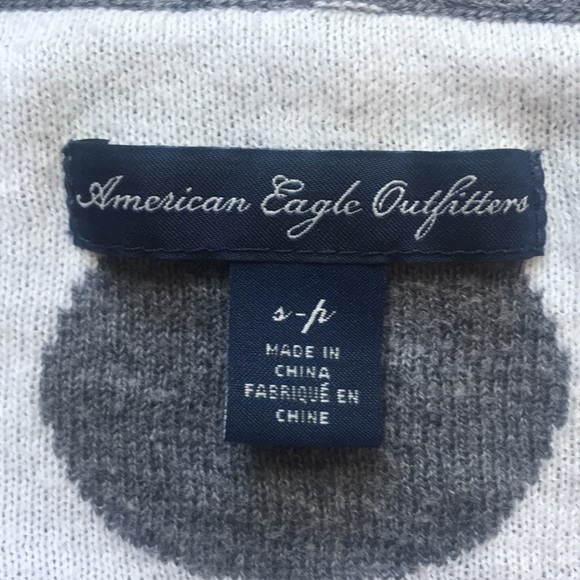 American Eagle Outfitters
s-p
MADE IN
CHINA
FABRIQUÉ EN
CHINE